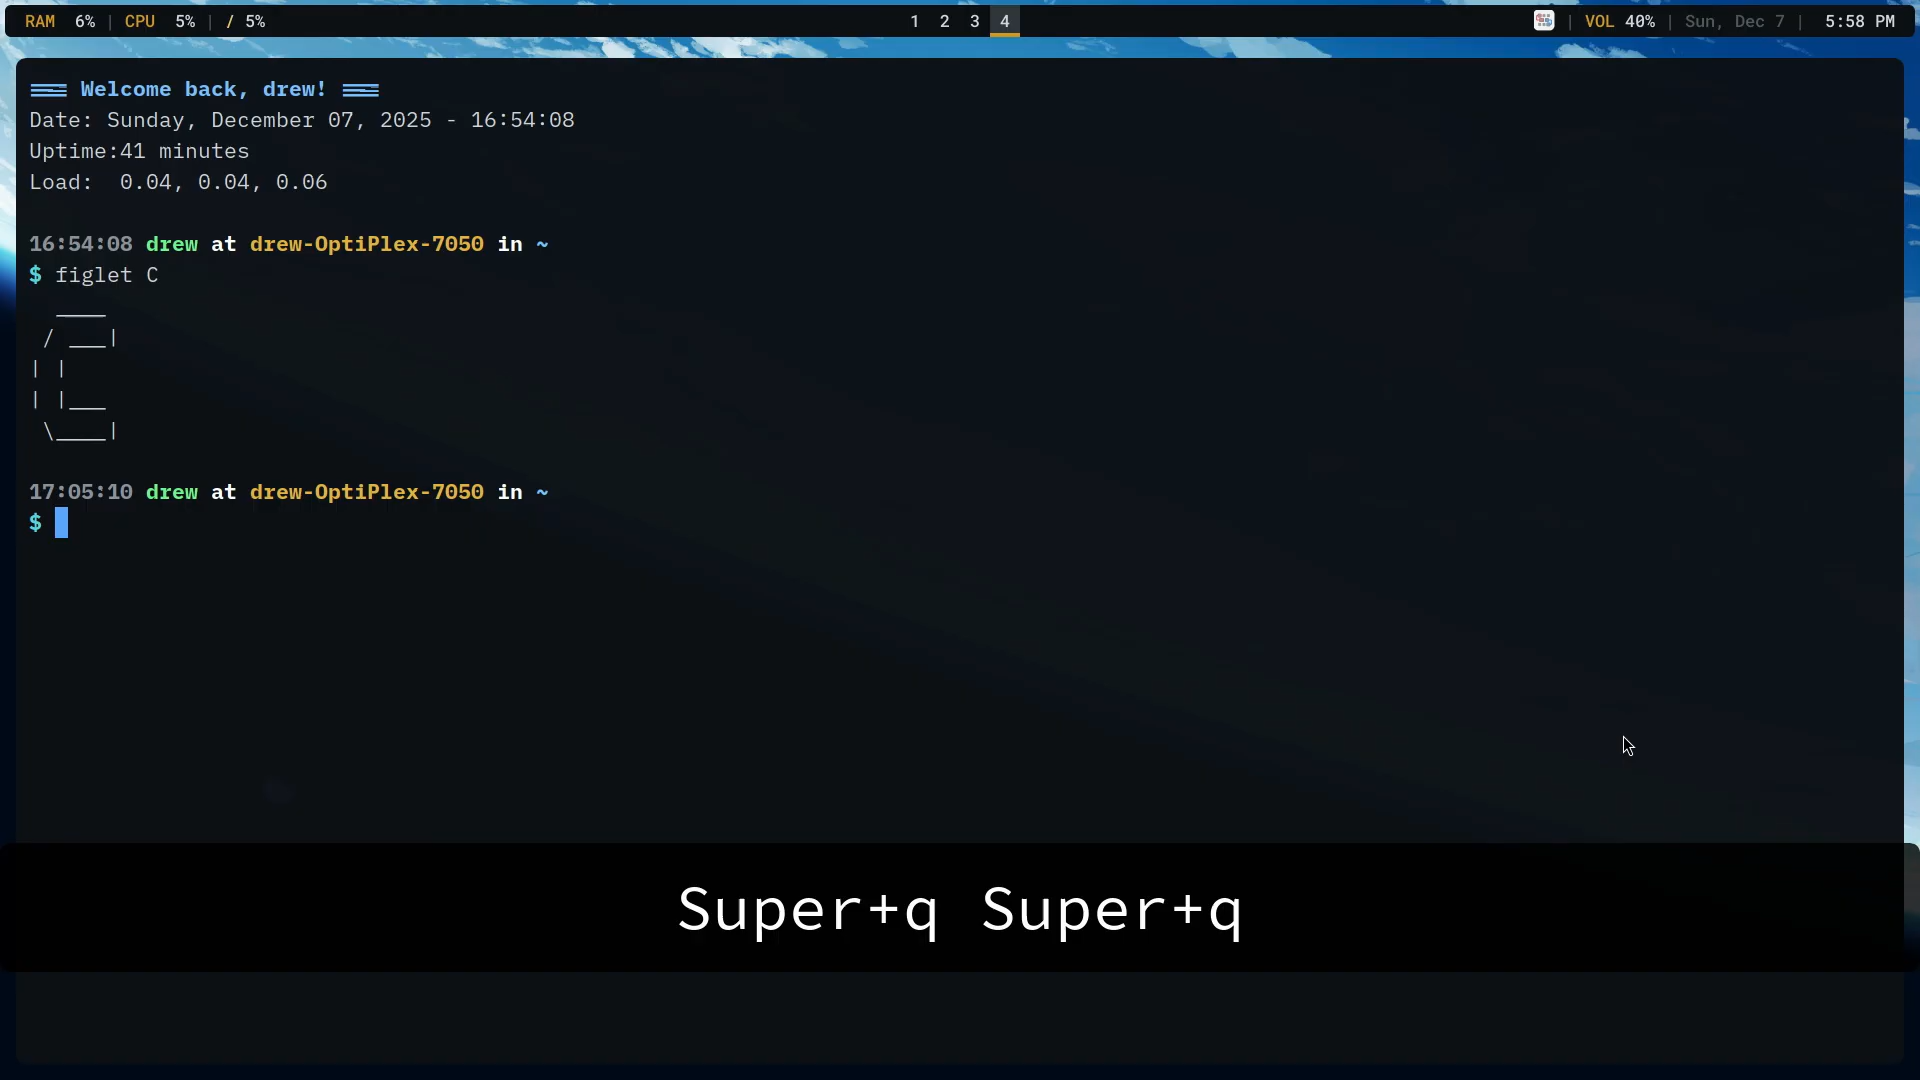 RAM 6% | CPU 5% | / 5% 1 2 3 4 | VOL 40% | Sun, Dec 7 | 5:58 PM
=== Welcome back, drew! ===
Date: Sunday, December 07, 2025 - 16:54:08
Uptime:41 minutes
Load:  0.04, 0.04, 0.06
16:54:08 drew at drew-OptiPlex-7050 in ~
$ figlet C
  ____
 / ___|
| |
| |___
 \____|
17:05:10 drew at drew-OptiPlex-7050 in ~
$
Super+q Super+q